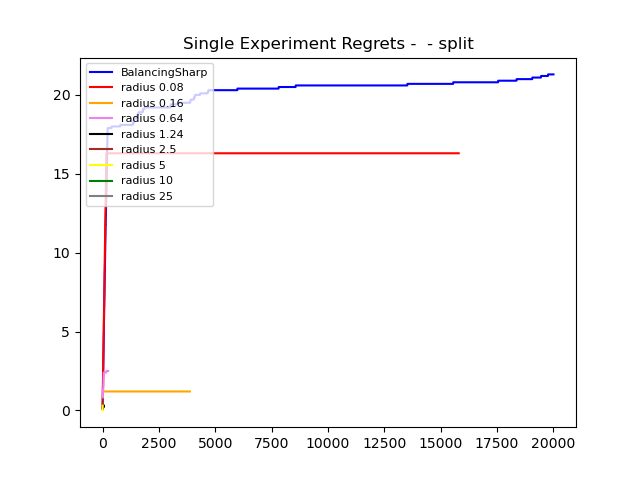 Single Experiment Regrets -  - split
BalancingSharp
radius 0.08
radius 0.16
radius 0.64
radius 1.24
radius 2.5
radius 5
radius 10
radius 25
20
15
10
5
0
0 2500 5000 7500 10000 12500 15000 17500 20000